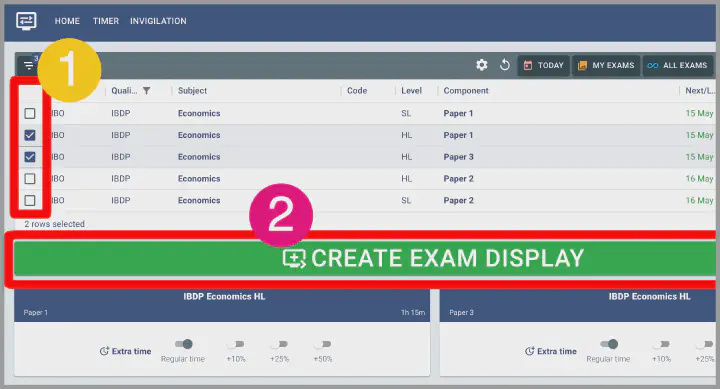 HOME TIMER INVIGILATION
3
1
TODAY MY EXAMS ALL EXAMS
Quali... Subject Code Level Component Next/L...
IBO IBDP Economics SL Paper 1 15 May
IBO IBDP Economics HL Paper 1 15 May
IBO IBDP Economics HL Paper 3 15 May
IBO IBDP Economics HL Paper 2 16 May
IBO IBDP Economics SL Paper 2 16 May
2 rows selected
2
CREATE EXAM DISPLAY
IBDP Economics HL IBDP Economics HL
Paper 1 1h 15m Paper 3
Extra time Regular time +10% +25% +50% Extra time Regular time +10%